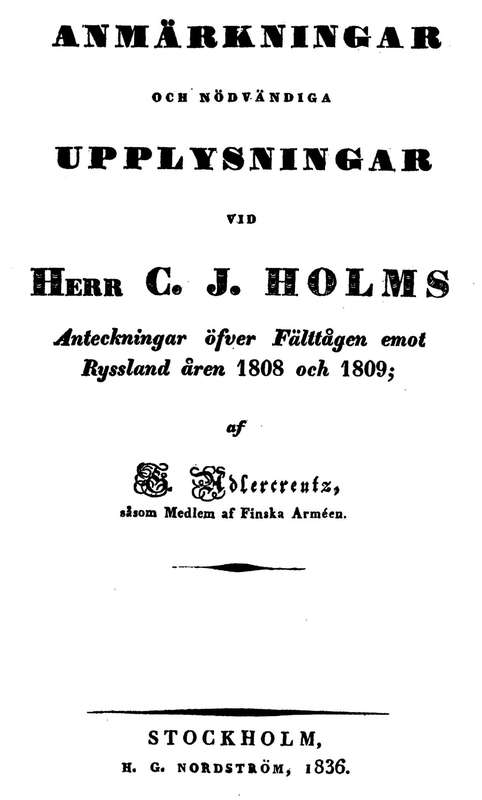 ANMÄRKNINGAR
OCH NÖDVÄNDIGA
UPPLYSNINGAR
VID
HERR C. J. HOLMS
Anteckningar öfver Fälttågen emot
Ryssland åren 1808 och 1809;
af
G. Adlercreutz,
såsom Medlem af Finska Arméen.
STOCKHOLM,
H. G. NORDSTRÖM, 1836.